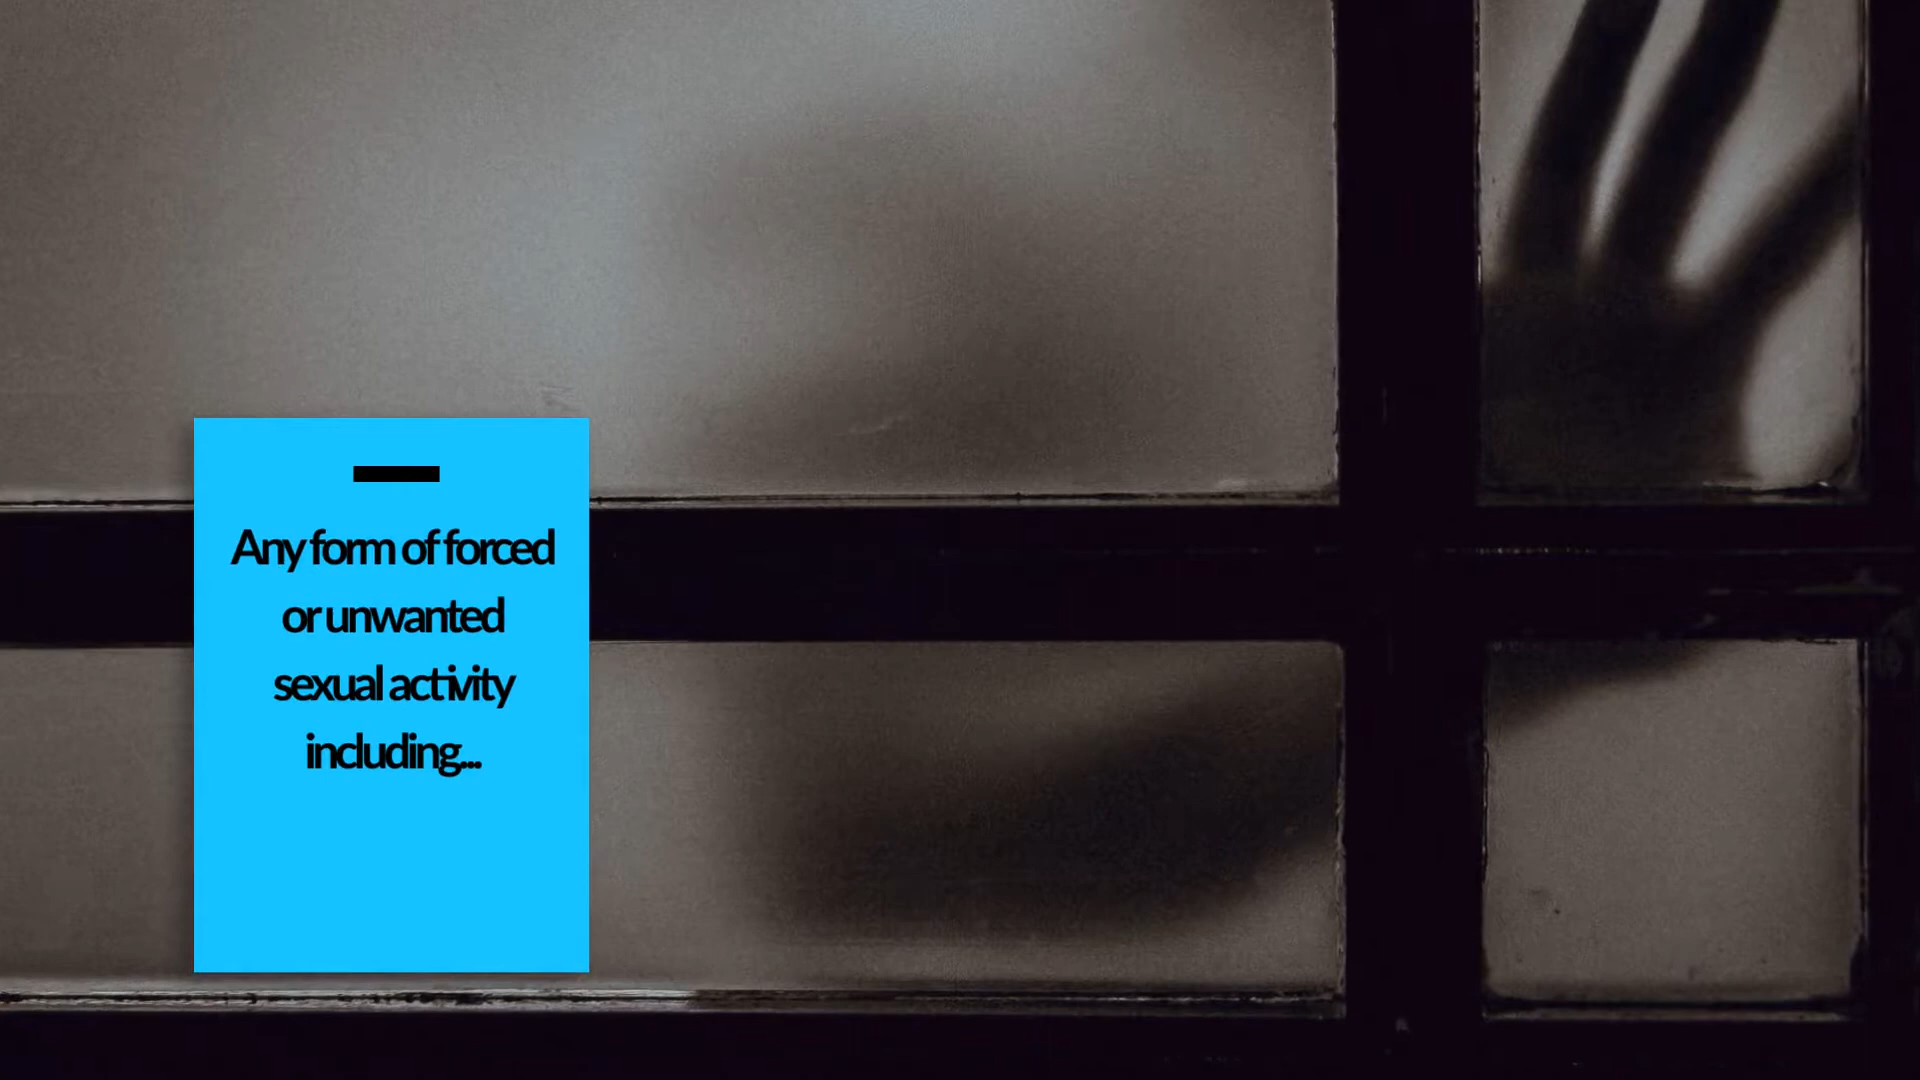 Any form of forced
or unwanted
sexual activity
including...